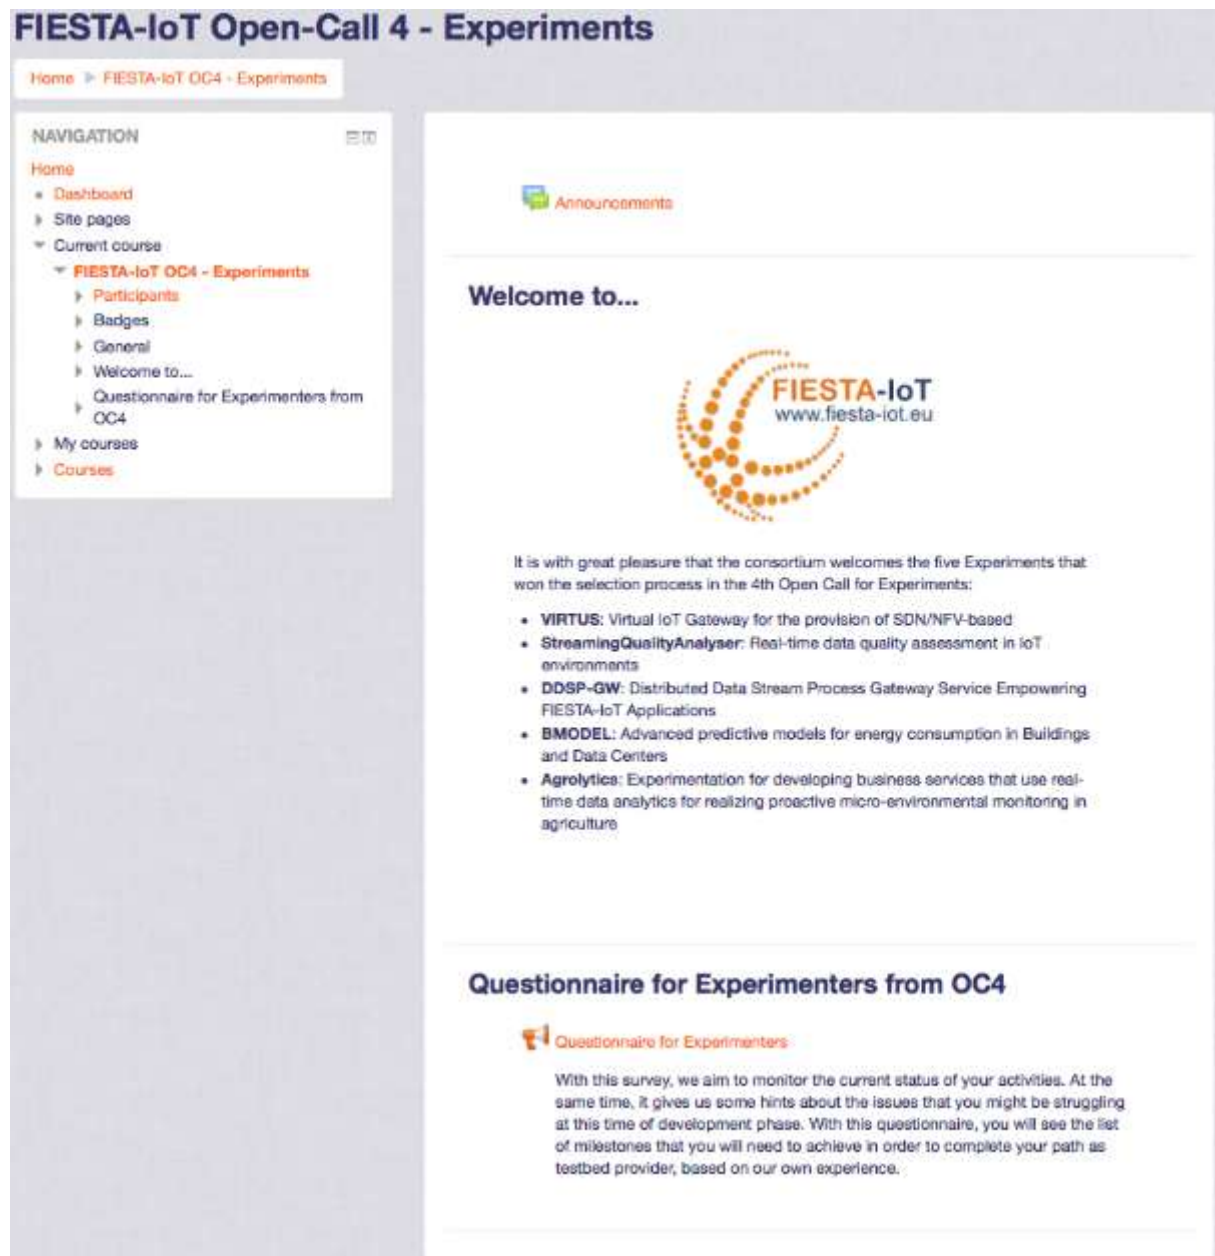 FIESTA-IoT Open-Call 4 - Experiments
Home FIESTA-IoT OC4 - Experiments
NAVIGATION
Home
Dashboard
Site pages
Current course
FIESTA-IoT OC4 - Experiments
Participants
Badges
General
Welcome to...
Questionnaire for Experimenters from
OC4
My courses
Courses
Announcements
Welcome to...
FIESTA-IoT
www.fiesta-iot.eu
It is with great pleasure that the consortium welcomes the five Experiments that
won the selection process in the 4th Open Call for Experiments:
• VIRTUS: Virtual IoT Gateway for the provision of SDN/NFV-based
• StreamingQualityAnalyser: Real-time data quality assessment in IoT
environments
• DDSP-GW: Distributed Data Stream Process Gateway Service Empowering
FIESTA-IoT Applications
• BMODEL: Advanced predictive models for energy consumption in Buildings
and Data Centers
• Agrolytics: Experimentation for developing business services that use real-
time data analytics for realizing proactive micro-environmental monitoring in
agriculture
Questionnaire for Experimenters from OC4
Questionnaire for Experimenters
With this survey, we aim to monitor the current status of your activities. At the
same time, it gives us some hints about the issues that you might be struggling
at this time of development phase. With this questionnaire, you will see the list
of milestones that you will need to achieve in order to complete your path as
testbed provider, based on our own experience.